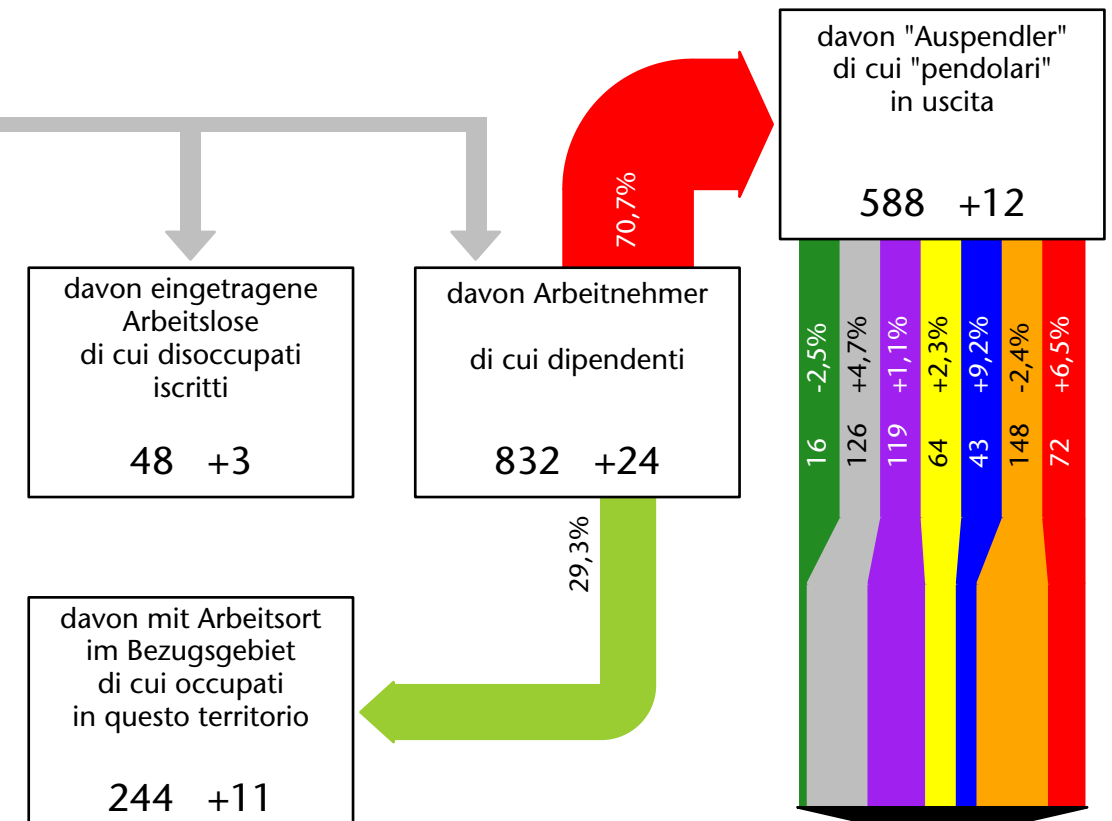 davon "Auspendler"
di cui "pendolari"
in uscita
588 +12
70,7%
davon eingetragene
Arbeitslose
di cui disoccupati
iscritti
48 +3
davon Arbeitnehmer
di cui dipendenti
832 +24
16 -2,5%
126 +4,7%
119 +1,1%
64 +2,3%
43 +9,2%
148 -2,4%
72 +6,5%
29,3%
davon mit Arbeitsort
im Bezugsgebiet
di cui occupati
in questo territorio
244 +11